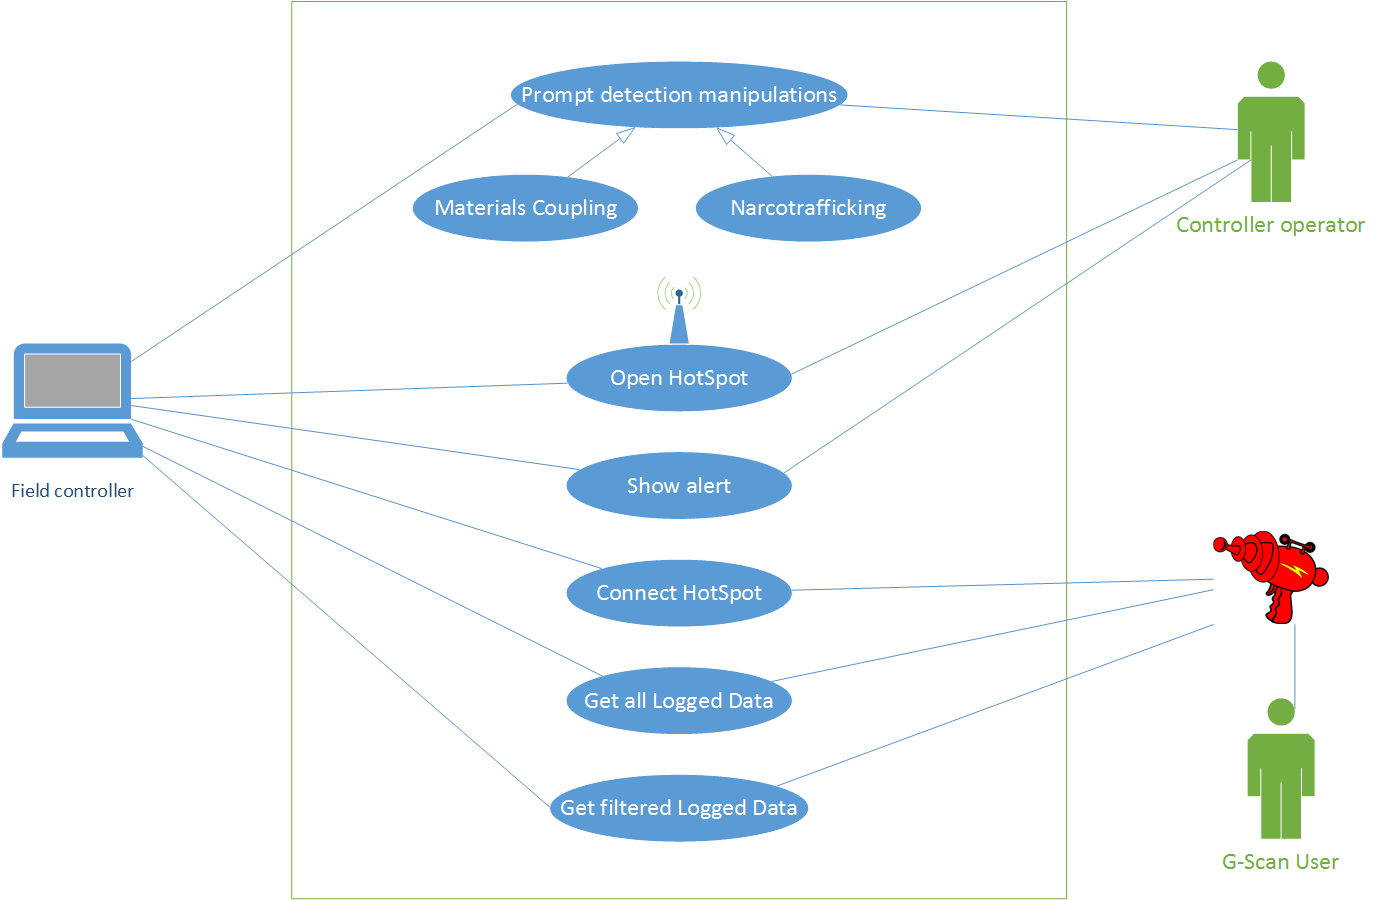 Prompt detection manipulations
Materials Coupling
Narcotrafficking
Controller operator
Open HotSpot
Show alert
Field controller
Connect HotSpot
Get all Logged Data
Get filtered Logged Data
G-Scan User